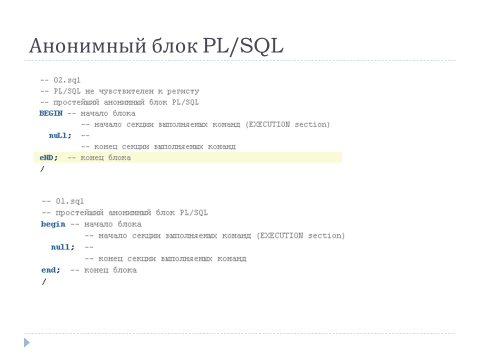 Анонимный блок PL/SQL
-- 02.sql
-- PL/SQL не чувствителен к регисту
-- простейший анонимный блок PL/SQL
BEGIN -- начало блока
-- начало секции выполняемых команд (EXECUTION section)
nuLL; --
-- конец секции выполняемых команд
eND; -- конец блока
/
-- 01.sql
-- простейший анонимный блок PL/SQL
begin -- начало блока
-- начало секции выполняемых команд (EXECUTION section)
null; --
-- конец секции выполняемых команд
end; -- конец блока
/